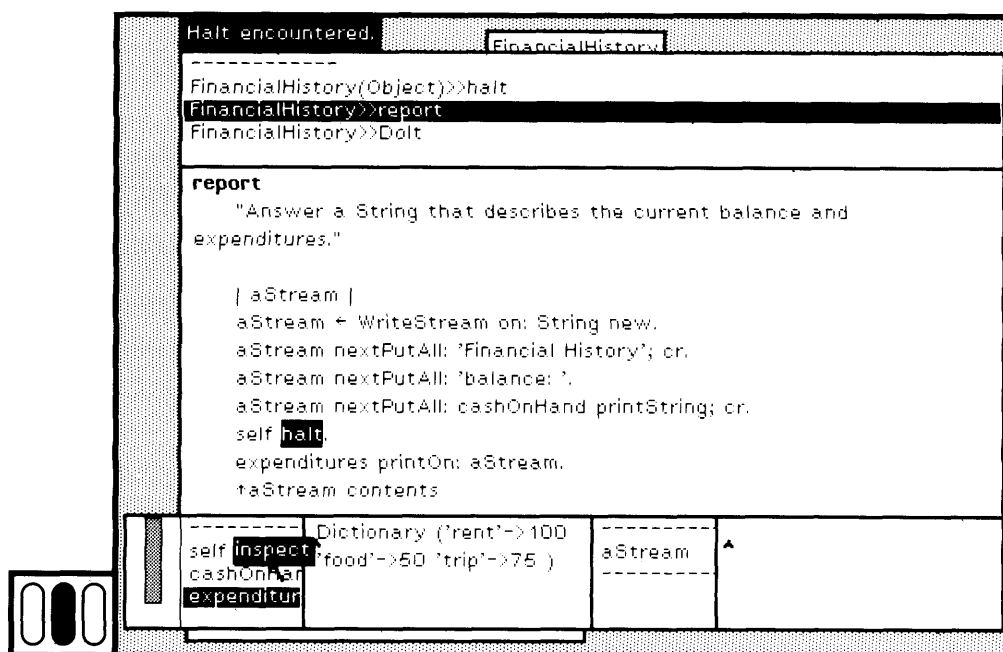 Halt encountered.
FinancialHistory
------------
FinancialHistory(Object)>>halt
FinancialHistory>>report
FinancialHistory>>DoIt
report
"Answer a String that describes the current balance and
expenditures."
| aStream |
aStream ← WriteStream on: String new.
aStream nextPutAll: 'Financial History'; cr.
aStream nextPutAll: 'balance: '.
aStream nextPutAll: cashOnHand printString; cr.
self halt.
expenditures printOn: aStream.
↑aStream contents
----------
self inspect
cashOnHan
expenditur
Dictionary ('rent'->100
'food'->50 'trip'->75 )
----------
aStream
----------